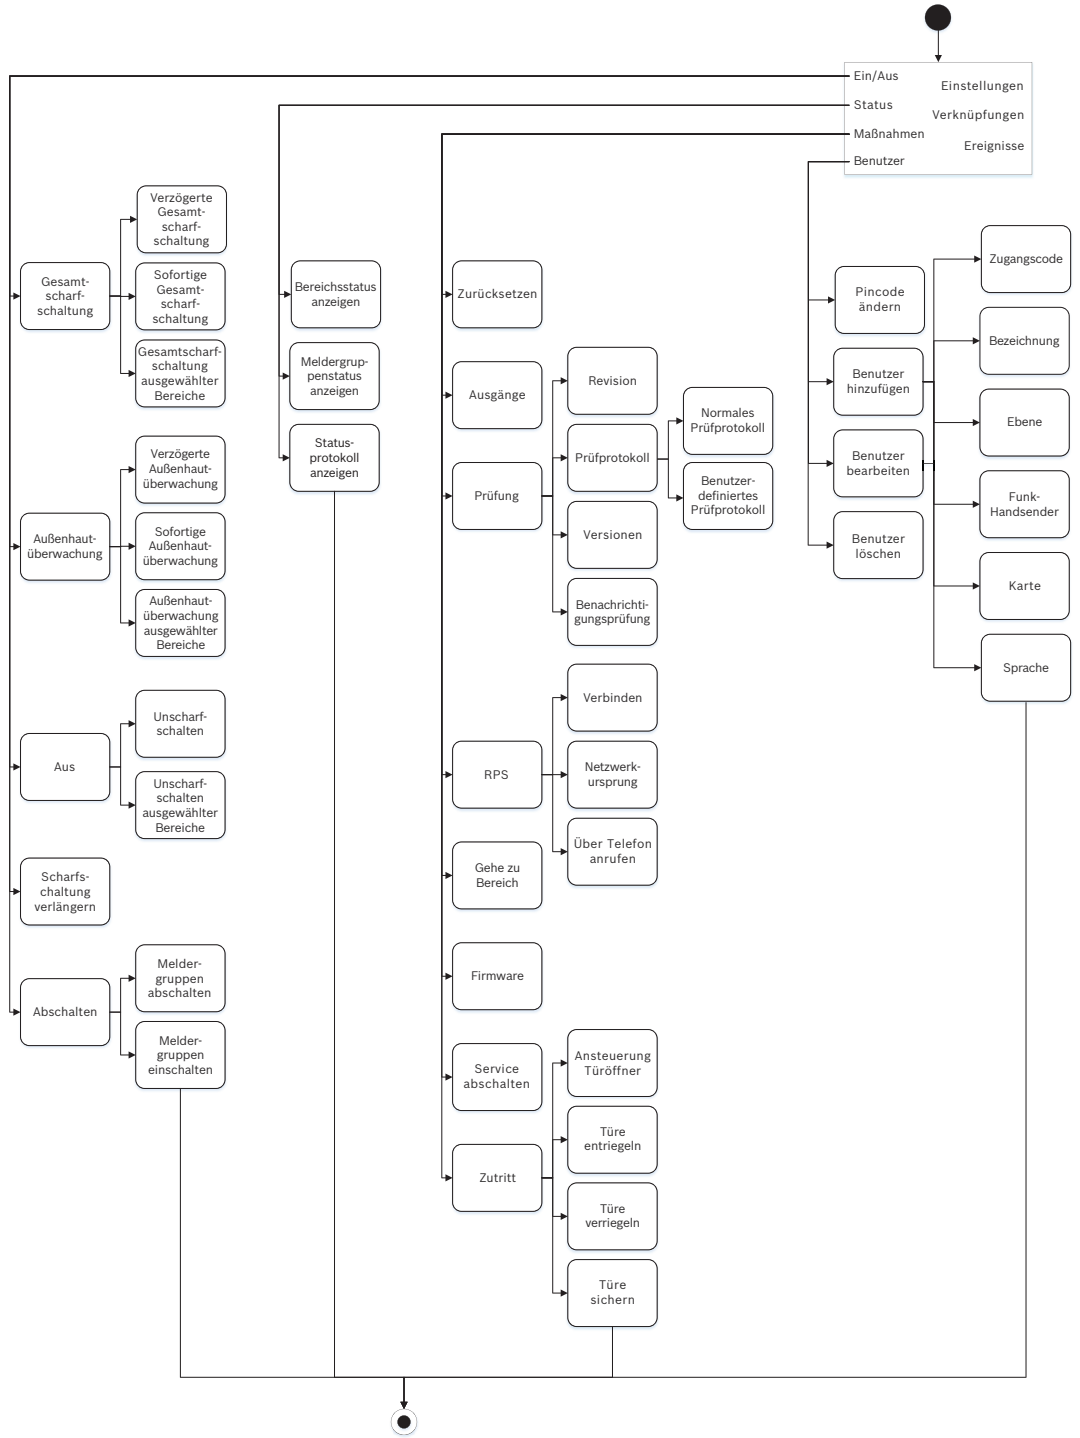 Ein/Aus
Einstellungen
Status
Verknüpfungen
Maßnahmen
Ereignisse
Benutzer
Gesamt-
scharf-
schaltung
Verzögerte
Gesamt-
scharf-
schaltung
Sofortige
Gesamt-
scharf-
schaltung
Gesamtscharf-
schaltung
ausgewählter
Bereiche
Außenhaut-
überwachung
Verzögerte
Außenhaut-
überwachung
Sofortige
Außenhaut-
überwachung
Außenhaut-
überwachung
ausgewählter
Bereiche
Aus
Unscharf-
schalten
Unscharf-
schalten
ausgewählter
Bereiche
Scharfs-
chaltung
verlängern
Abschalten
Melder-
gruppen
abschalten
Melder-
gruppen
einschalten
Bereichsstatus
anzeigen
Meldergrup-
penstatus
anzeigen
Status-
protokoll
anzeigen
Zurücksetzen
Ausgänge
Prüfung
Revision
Prüfprotokoll
Normales
Prüfprotokoll
Benutzer-
definiertes
Prüfprotokoll
Versionen
Benachrichti-
gungsprüfung
RPS
Verbinden
Netzwerk-
ursprung
Über Telefon
anrufen
Gehe zu
Bereich
Firmware
Service
abschalten
Zutritt
Ansteuerung
Türöffner
Türe
entriegeln
Türe
verriegeln
Türe
sichern
Pincode
ändern
Benutzer
hinzufügen
Benutzer
bearbeiten
Benutzer
löschen
Zugangscode
Bezeichnung
Ebene
Funk-
Handsender
Karte
Sprache